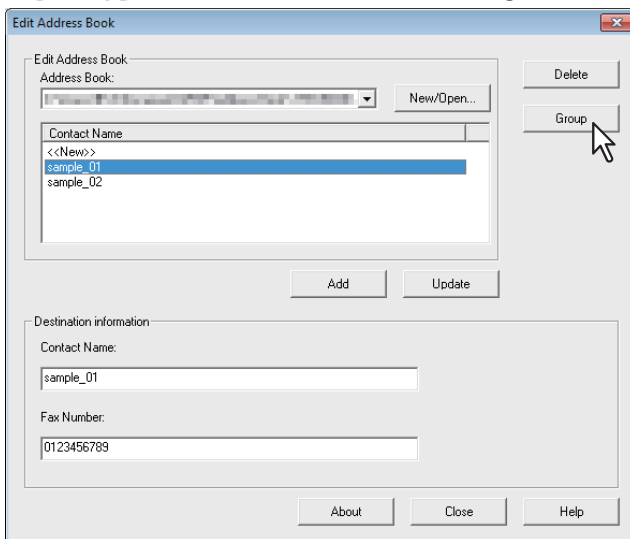 Edit Address Book
Edit Address Book
Address Book:
New/Open...
Delete
Group
Contact Name
<<New>>
sample_01
sample_02
Add
Update
Destination information
Contact Name:
sample_01
Fax Number:
0123456789
About
Close
Help